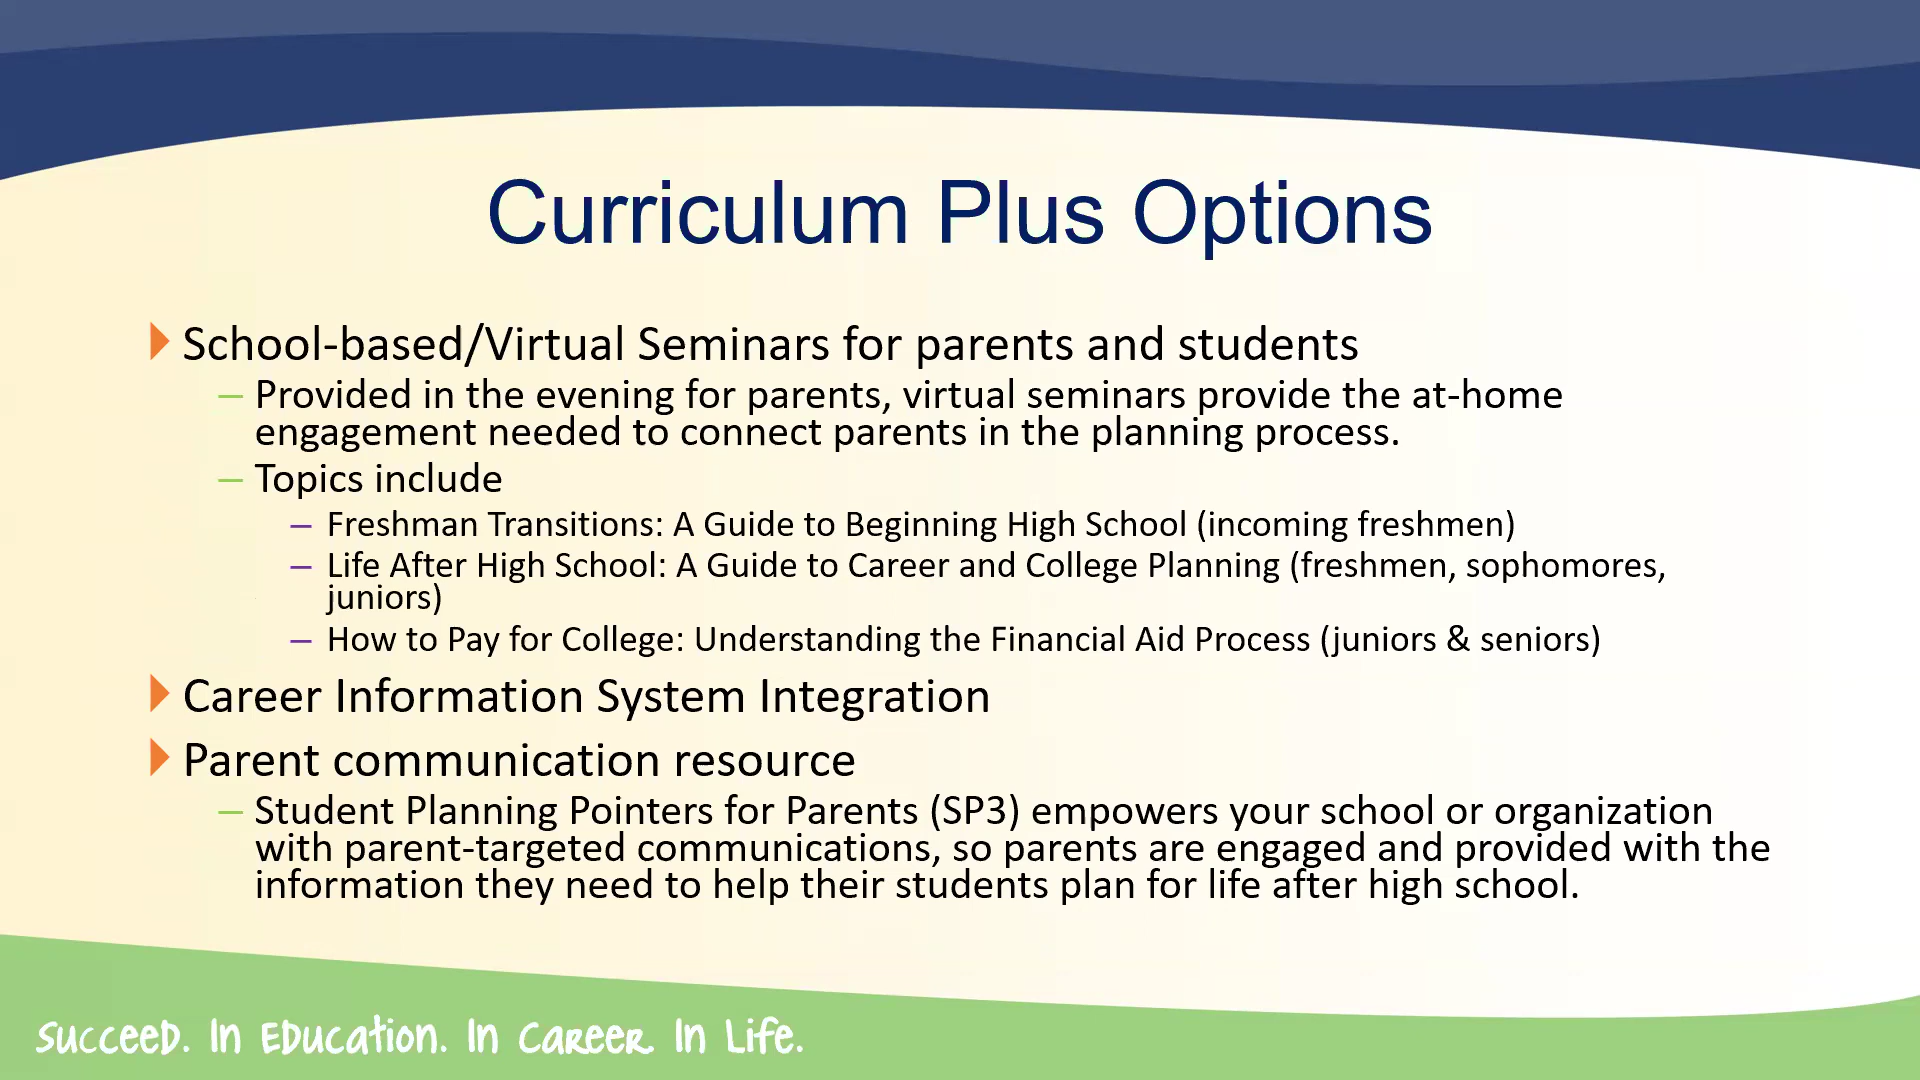 Curriculum Plus Options
School-based/Virtual Seminars for parents and students
– Provided in the evening for parents, virtual seminars provide the at-home
engagement needed to connect parents in the planning process.
– Topics include
– Freshman Transitions: A Guide to Beginning High School (incoming freshmen)
– Life After High School: A Guide to Career and College Planning (freshmen, sophomores,
juniors)
– How to Pay for College: Understanding the Financial Aid Process (juniors & seniors)
Career Information System Integration
Parent communication resource
– Student Planning Pointers for Parents (SP3) empowers your school or organization
with parent-targeted communications, so parents are engaged and provided with the
information they need to help their students plan for life after high school.
Succeed. In Education. In Career. In Life.